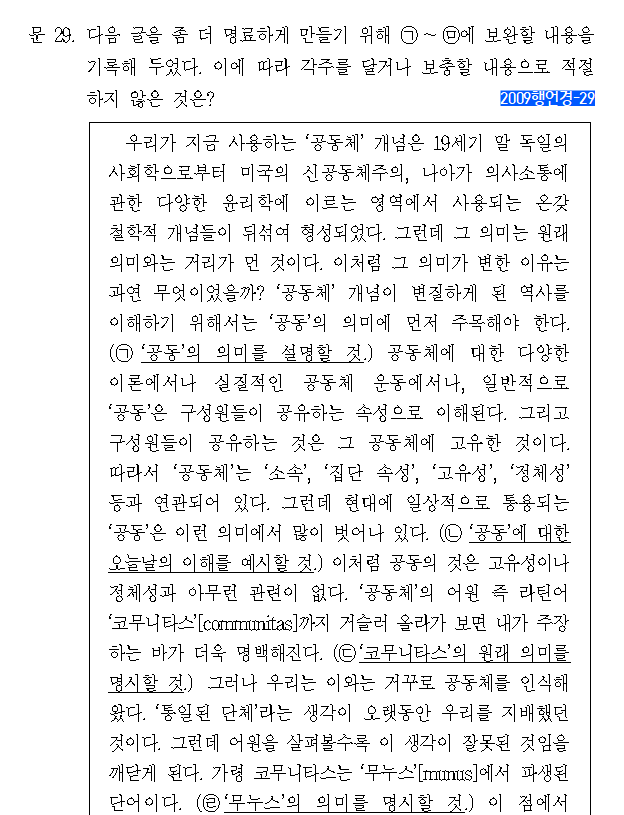 문 29. 다음 글을 좀 더 명료하게 만들기 위해 ㉠~㉤에 보완할 내용을
기록해 두었다. 이에 따라 각주를 달거나 보충할 내용으로 적절
하지 않은 것은?
2009행언경-29
우리가 지금 사용하는 ‘공동체’ 개념은 19세기 말 독일의
사회학으로부터 미국의 신공동체주의, 나아가 의사소통에
관한 다양한 윤리학에 이르는 영역에서 사용되는 온갖
철학적 개념들이 뒤섞여 형성되었다. 그런데 그 의미는 원래
의미와는 거리가 먼 것이다. 이처럼 그 의미가 변한 이유는
과연 무엇이었을까? ‘공동체’ 개념이 변질하게 된 역사를
이해하기 위해서는 ‘공동’의 의미에 먼저 주목해야 한다.
(㉠ ‘공동’의 의미를 설명할 것.) 공동체에 대한 다양한
이론에서나 실질적인 공동체 운동에서나, 일반적으로
‘공동’은 구성원들이 공유하는 속성으로 이해된다. 그리고
구성원들이 공유하는 것은 그 공동체에 고유한 것이다.
따라서 ‘공동체’는 ‘소속’, ‘집단 속성’, ‘고유성’, ‘정체성’
등과 연관되어 있다. 그런데 현대에 일상적으로 통용되는
‘공동’은 이런 의미에서 많이 벗어나 있다. (㉡ ‘공동’에 대한
오늘날의 이해를 예시할 것.) 이처럼 공동의 것은 고유성이나
정체성과 아무런 관련이 없다. ‘공동체’의 어원 즉 라틴어
‘코무니타스’[communitas]까지 거슬러 올라가 보면 내가 주장
하는 바가 더욱 명백해진다. (㉢ ‘코무니타스’의 원래 의미를
명시할 것.) 그러나 우리는 이와는 거꾸로 공동체를 인식해
왔다. ‘통일된 단체’라는 생각이 오랫동안 우리를 지배했던
것이다. 그런데 어원을 살펴볼수록 이 생각이 잘못된 것임을
깨닫게 된다. 가령 코무니타스는 ‘무누스’[munus]에서 파생된
단어이다. (㉣ ‘무누스’의 의미를 명시할 것.) 이 점에서